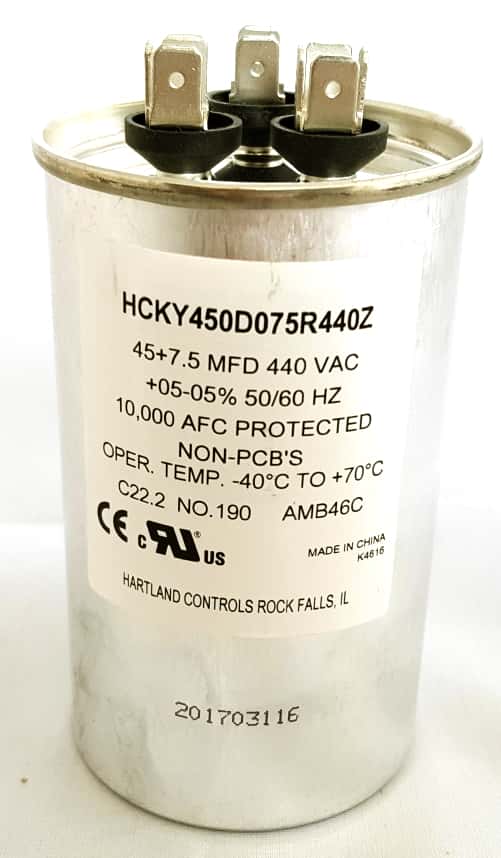 HCKY450D075R440Z
45+7.5 MFD 440 VAC
+05-05% 50/60 HZ
10,000 AFC PROTECTED
NON-PCB'S
OPER. TEMP. -40°C TO +70°C
C22.2 NO.190 AMB46C
CE c RU® US
MADE IN CHINA
K4616
HARTLAND CONTROLS ROCK FALLS, IL
201703116